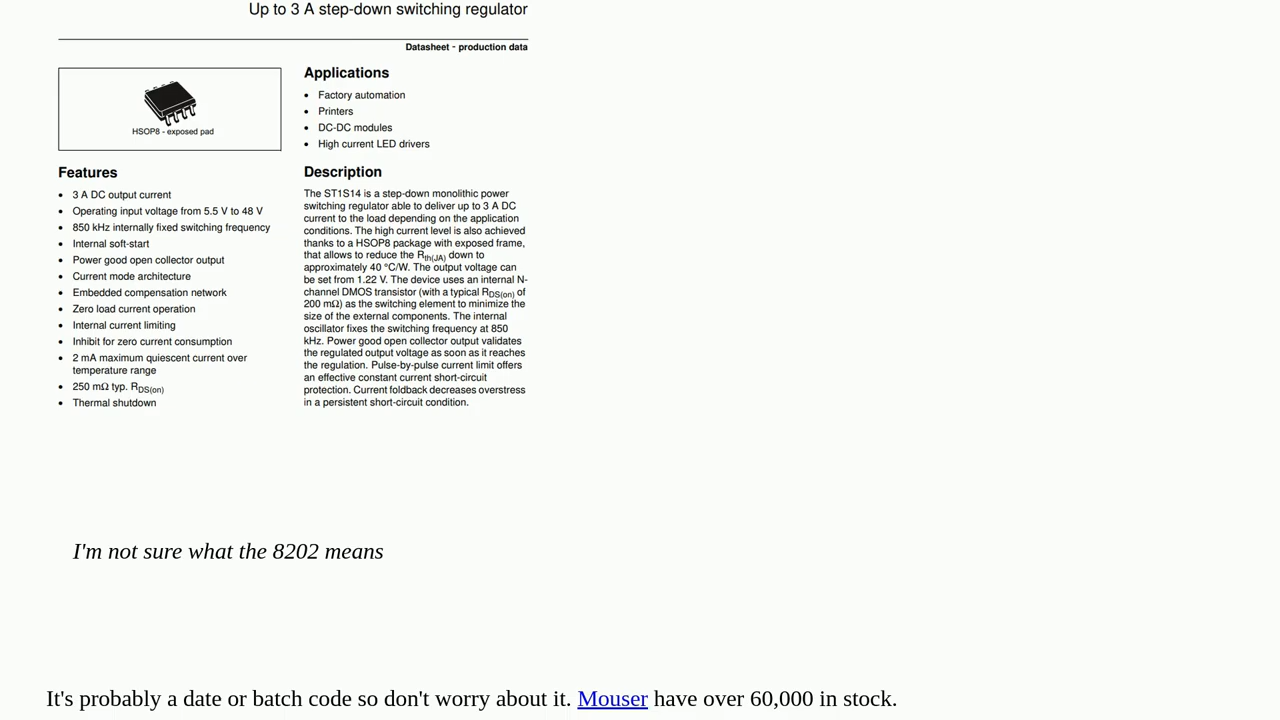 Up to 3 A step-down switching regulator
Datasheet - production data
HSOP8 - exposed pad
Features
• 3 A DC output current
• Operating input voltage from 5.5 V to 48 V
• 850 kHz internally fixed switching frequency
• Internal soft-start
• Power good open collector output
• Current mode architecture
• Embedded compensation network
• Zero load current operation
• Internal current limiting
• Inhibit for zero current consumption
• 2 mA maximum quiescent current over
temperature range
• 250 mΩ typ. RDS(on)
• Thermal shutdown
Applications
• Factory automation
• Printers
• DC-DC modules
• High current LED drivers
Description
The ST1S14 is a step-down monolithic power
switching regulator able to deliver up to 3 A DC
current to the load depending on the application
conditions. The high current level is also achieved
thanks to a HSOP8 package with exposed frame,
that allows to reduce the Rth(JA) down to
approximately 40 °C/W. The output voltage can
be set from 1.22 V. The device uses an internal N-
channel DMOS transistor (with a typical RDS(on) of
200 mΩ) as the switching element to minimize the
size of the external components. The internal
oscillator fixes the switching frequency at 850
kHz. Power good open collector output validates
the regulated output voltage as soon as it reaches
the regulation. Pulse-by-pulse current limit offers
an effective constant current short-circuit
protection. Current foldback decreases overstress
in a persistent short-circuit condition.
I'm not sure what the 8202 means
It's probably a date or batch code so don't worry about it. Mouser have over 60,000 in stock.